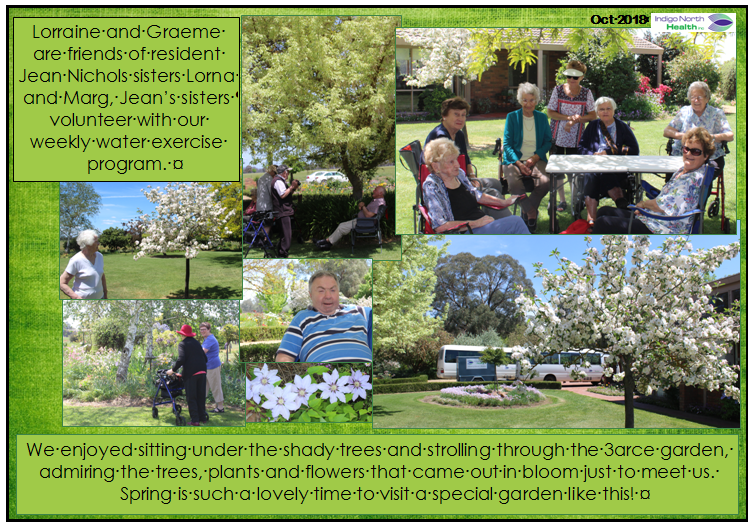 Lorraine·and·Graeme·
are·friends·of·resident·
Jean·Nichols·sisters·Lorna·
and·Marg,·Jean’s·sisters·
volunteer·with·our·
weekly·water·exercise·
program.·¤
Oct·2018·
Indigo North
Health
We·enjoyed·sitting·under·the·shady·trees·and·strolling·through·the·3arce·garden,·
admiring·the·trees,·plants·and·flowers·that·came·out·in·bloom·just·to·meet·us.·
Spring·is·such·a·lovely·time·to·visit·a·special·garden·like·this!·¤